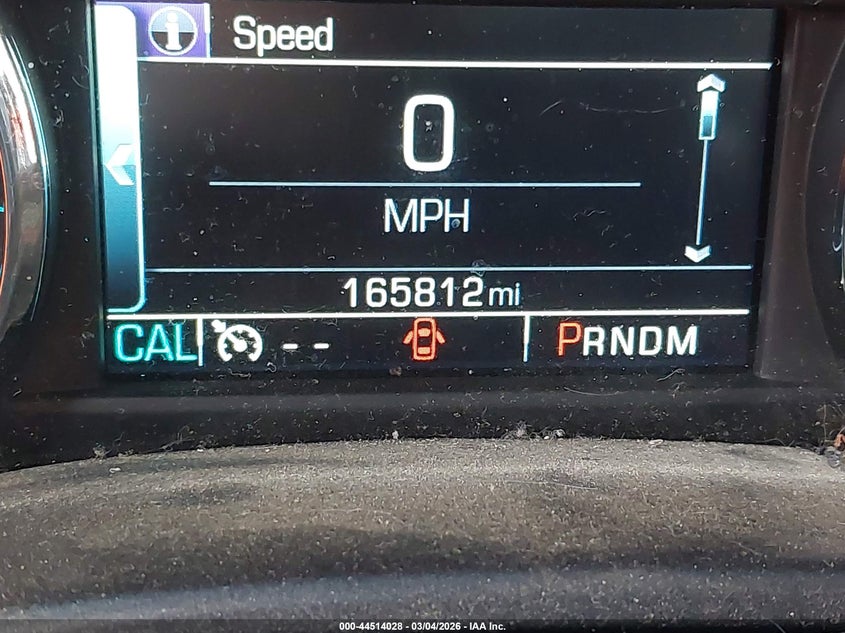 Speed
0
MPH
165812mi
CAL -- PRNDM
000-44514028 - 03/04/2026 - IAA Inc.